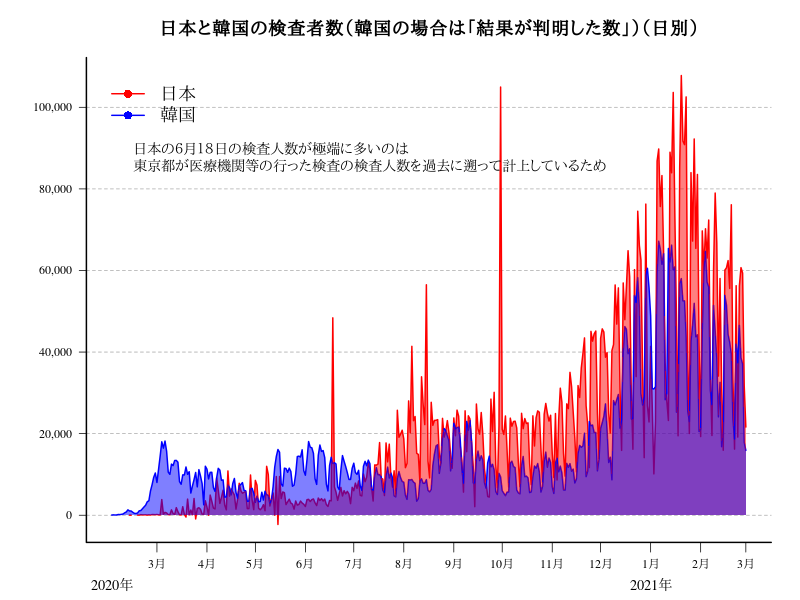 日本と韓国の検査者数（韓国の場合は「結果が判明した数」）（日別）
日本
韓国
日本の6月18日の検査人数が極端に多いのは
東京都が医療機関等の行った検査の検査人数を過去に遡って計上しているため
100,000
80,000
60,000
40,000
20,000
0
3月 4月 5月 6月 7月 8月 9月 10月 11月 12月 1月 2月 3月
2020年 2021年